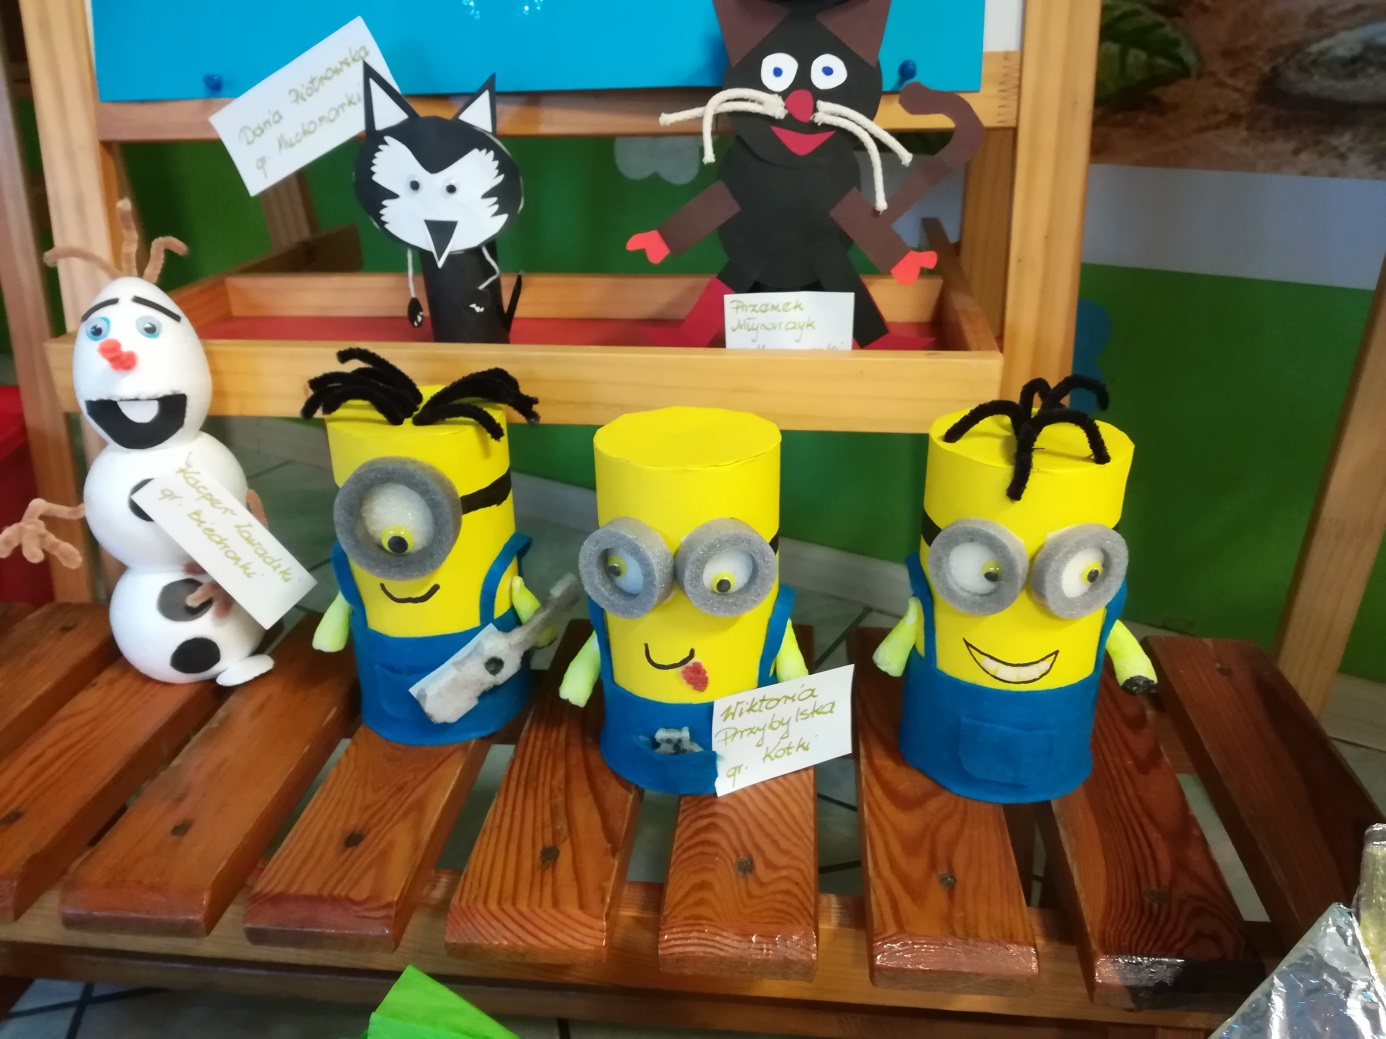 Daria Piotrowska
gr. Muchomorki
Przemek
Młynarczyk
Kacper Zawadzki
gr. Biedronki
Wiktoria
Przybylska
gr. Kotki